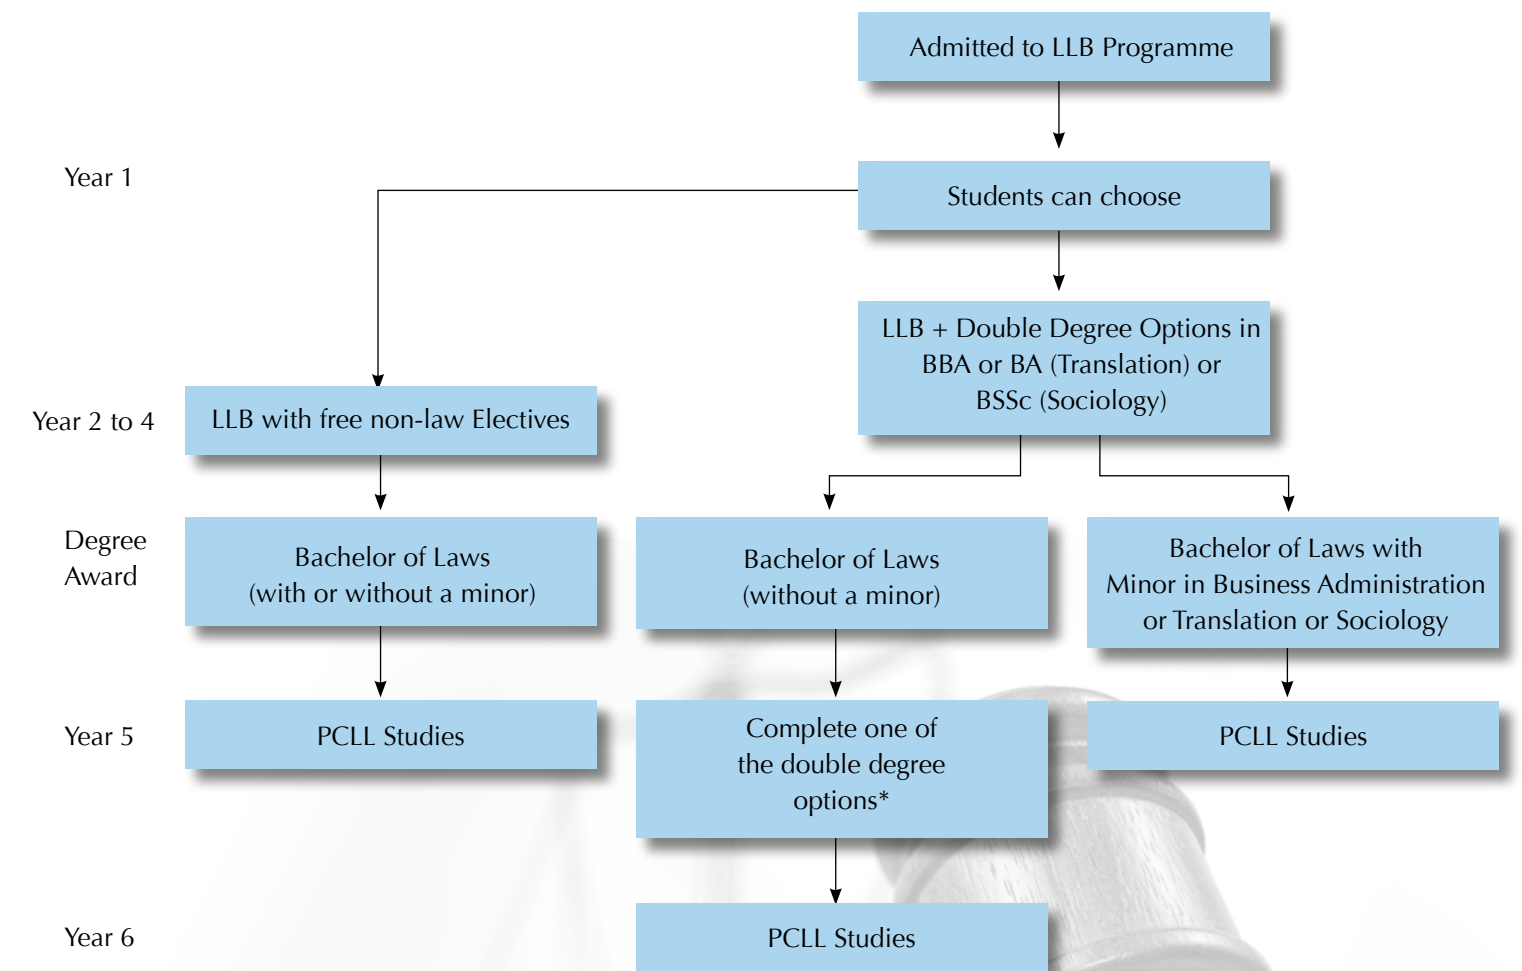 Admitted to LLB Programme
Year 1
Students can choose
LLB + Double Degree Options in
BBA or BA (Translation) or
BSSc (Sociology)
Year 2 to 4
LLB with free non-law Electives
Degree
Award
Bachelor of Laws
(with or without a minor)
Bachelor of Laws
(without a minor)
Bachelor of Laws with
Minor in Business Administration
or Translation or Sociology
Year 5
PCLL Studies
Complete one of
the double degree
options*
PCLL Studies
Year 6
PCLL Studies